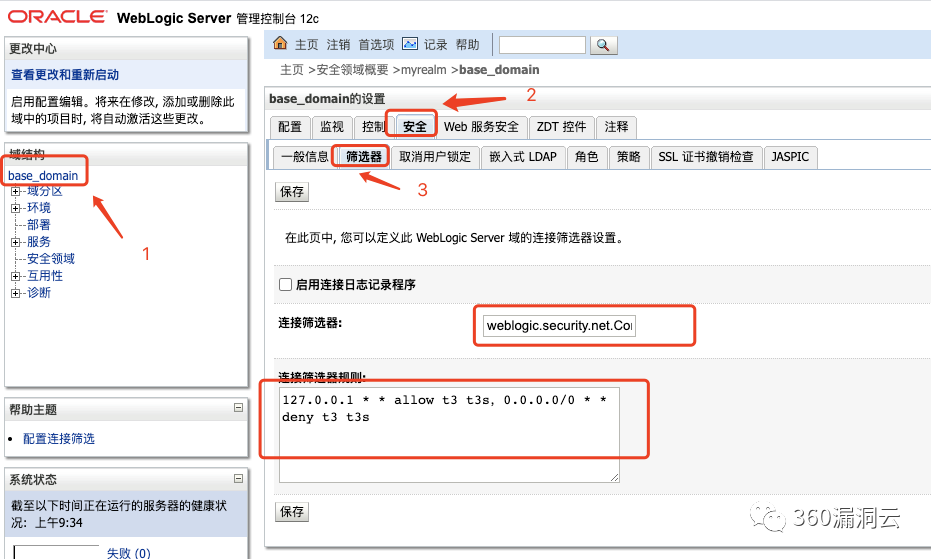 ORACLE WebLogic Server 管理控制台 12c
更改中心
查看更改和重新启动
启用配置编辑。将来在修改, 添加或删除此
域中的项目时, 将自动激活这些更改。
域结构
base_domain
域分区
环境
部署
服务
安全领域
互用性
诊断
1
帮助主题
配置连接筛选
系统状态
截至以下时间正在运行的服务器的健康状
况: 上午9:34
失败 (0)
主页 注销 首选项 记录 帮助
主页 >安全领域概要 >myrealm >base_domain
base_domain的设置
2
配置 监视 控制 安全 Web 服务安全 ZDT 控件 注释
一般信息 筛选器 取消用户锁定 嵌入式 LDAP 角色 策略 SSL 证书撤销检查 JASPIC
3
保存
在此页中, 您可以定义此 WebLogic Server 域的连接筛选器设置。
启用连接日志记录程序
连接筛选器:
weblogic.security.net.Co
连接筛选器规则:
127.0.0.1 * * allow t3 t3s, 0.0.0.0/0 * *
deny t3 t3s
保存
360漏洞云